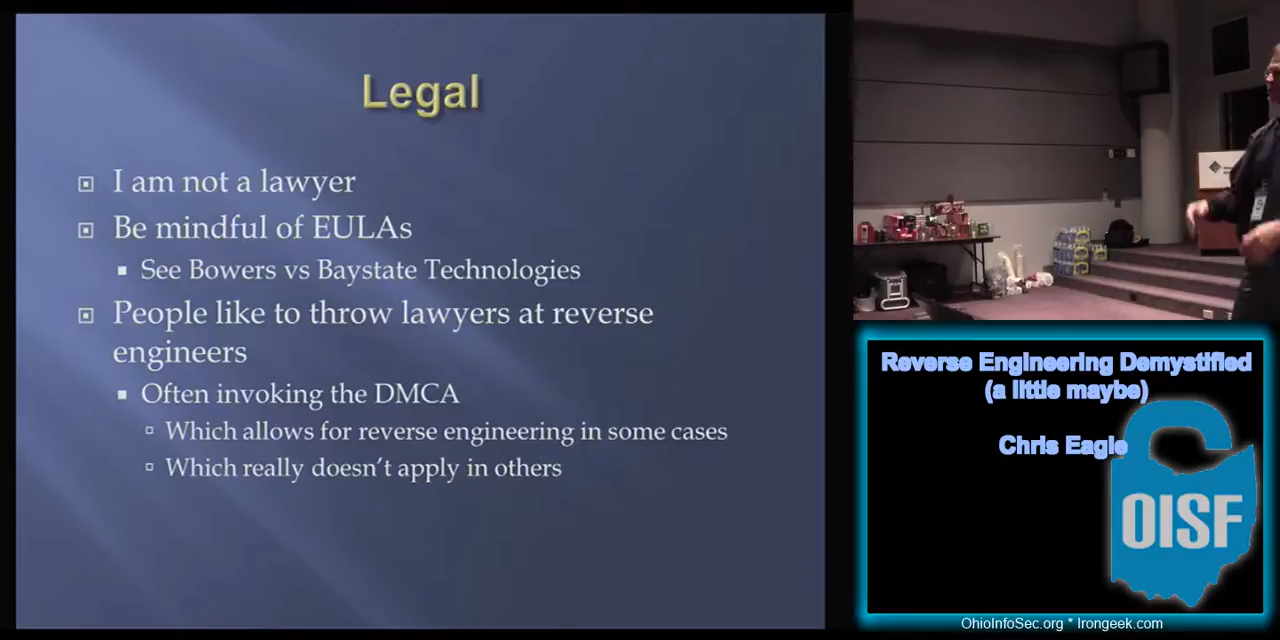 Legal
I am not a lawyer
Be mindful of EULAs
See Bowers vs Baystate Technologies
People like to throw lawyers at reverse
engineers
Often invoking the DMCA
Which allows for reverse engineering in some cases
Which really doesn't apply in others
Reverse Engineering Demystified
(a little maybe)
Chris Eagle
OISF
OhioInfoSec.org * Irongeek.com